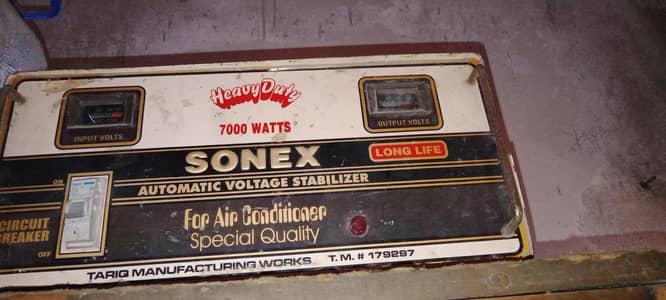 Heavy Duty
7000 WATTS
INPUT VOLTS
OUTPUT VOLTS
SONEX
LONG LIFE
AUTOMATIC VOLTAGE STABILIZER
ON
For Air Conditioner
Special Quality
CIRCUIT
BREAKER
OFF
TARIQ MANUFACTURING WORKS T.M. # 179297